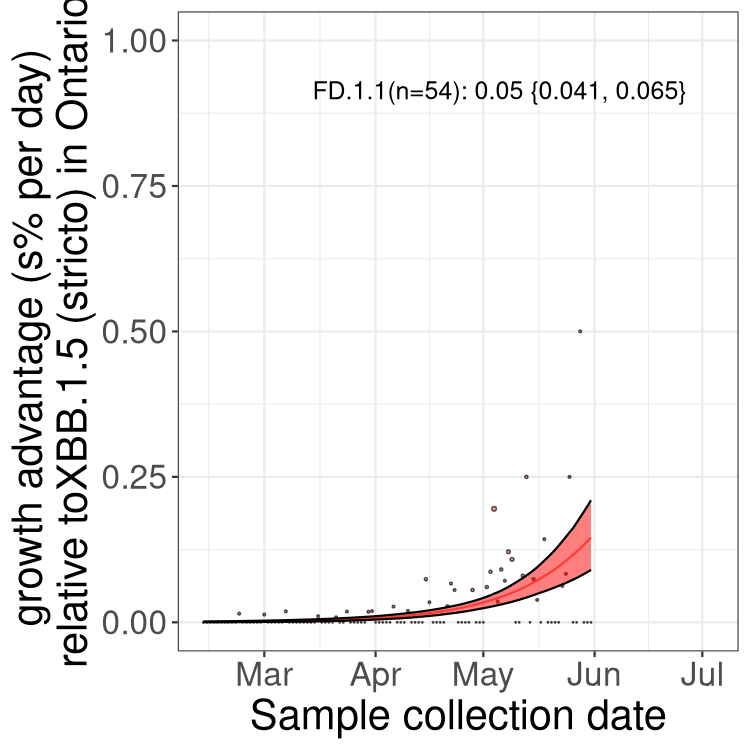 growth advantage (s% per day)
relative toXBB.1.5 (stricto) in Ontario
1.00
0.75
0.50
0.25
0.00
FD.1.1(n=54): 0.05 {0.041, 0.065}
Mar Apr May Jun Jul
Sample collection date